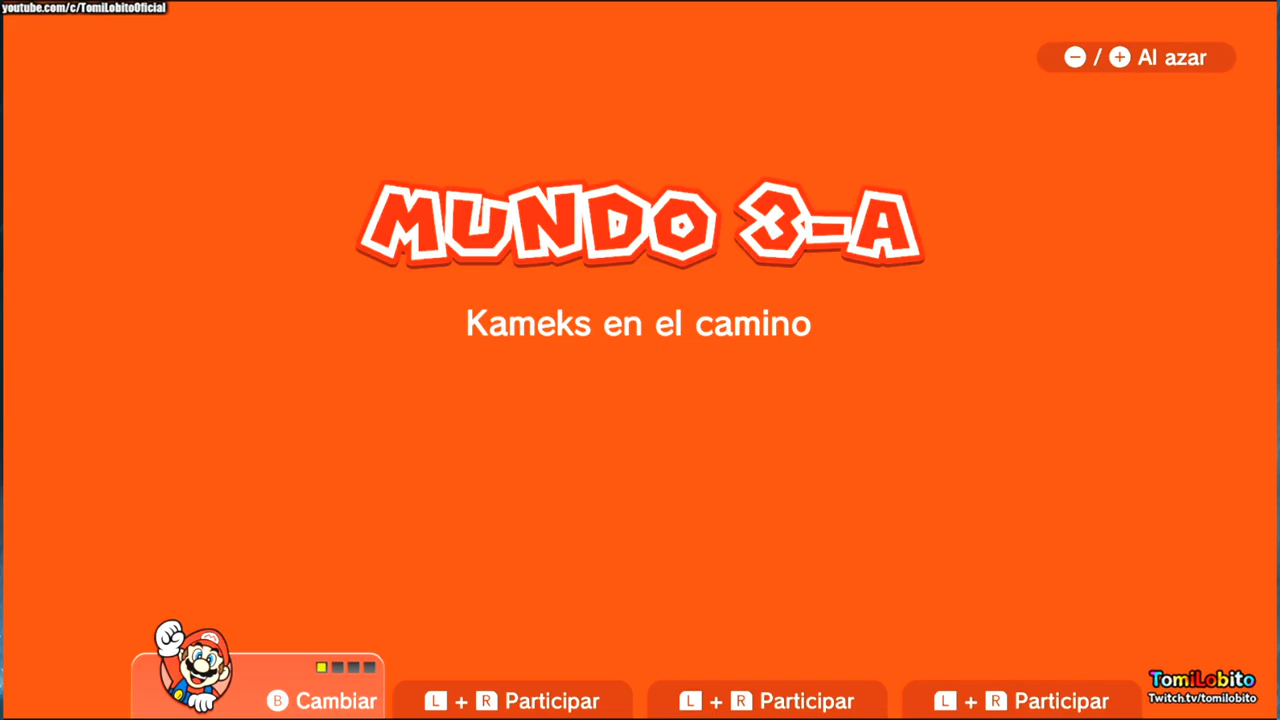 youtube.com/c/TomiLobitoOficial
- / + Al azar
MUNDO 3-A
Kameks en el camino
B Cambiar
L + R Participar
L + R Participar
L + R Participar
TomiLobito
Twitch.tv/tomilobito